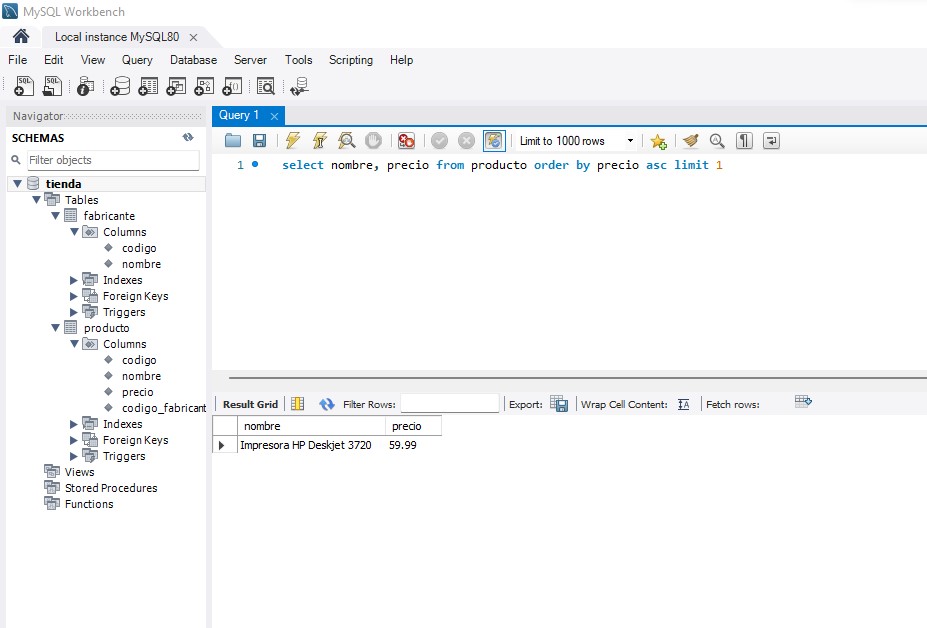 MySQL Workbench
Local instance MySQL80
File Edit View Query Database Server Tools Scripting Help
SQL SQL
Navigator
Query 1
SCHEMAS
Limit to 1000 rows
Filter objects
1 select nombre, precio from producto order by precio asc limit 1
tienda
Tables
fabricante
Columns
codigo
nombre
Indexes
Foreign Keys
Triggers
producto
Columns
codigo
nombre
precio
codigo_fabricant
Indexes
Foreign Keys
Triggers
Views
Stored Procedures
Functions
Result Grid Filter Rows: Export: Wrap Cell Content: IA Fetch rows:
nombre precio
Impresora HP Deskjet 3720 59.99